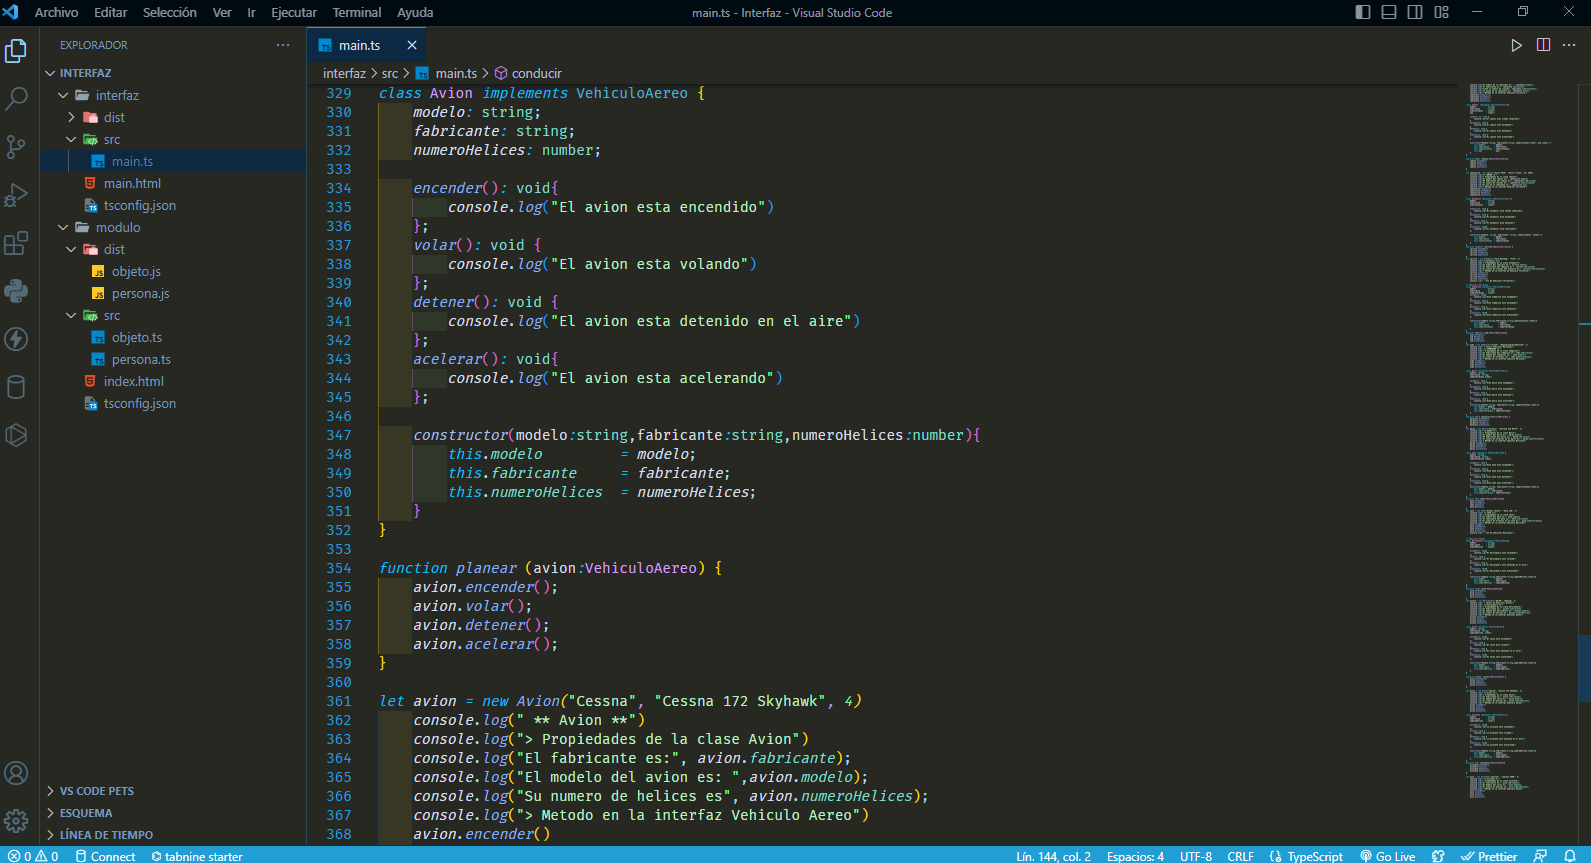 Archivo Editar Selección Ver Ir Ejecutar Terminal Ayuda
main.ts - Interfaz - Visual Studio Code
EXPLORADOR
INTERFAZ
interfaz
dist
src
main.ts
main.html
tsconfig.json
modulo
dist
objeto.js
persona.js
src
objeto.ts
persona.ts
index.html
tsconfig.json
VS CODE PETS
ESQUEMA
LÍNEA DE TIEMPO
main.ts
interfaz > src > main.ts > conducir
329 class Avion implements VehiculoAereo {
330 modelo: string;
331 fabricante: string;
332 numeroHelices: number;
333
334 encender(): void{
335 console.log("El avion esta encendido")
336 };
337 volar(): void {
338 console.log("El avion esta volando")
339 };
340 detener(): void {
341 console.log("El avion esta detenido en el aire")
342 };
343 acelerar(): void{
344 console.log("El avion esta acelerando")
345 };
346
347 constructor(modelo:string,fabricante:string,numeroHelices:number){
348 this.modelo = modelo;
349 this.fabricante = fabricante;
350 this.numeroHelices = numeroHelices;
351 }
352 }
353
354 function planear (avion:VehiculoAereo) {
355 avion.encender();
356 avion.volar();
357 avion.detener();
358 avion.acelerar();
359 }
360
361 let avion = new Avion("Cessna", "Cessna 172 Skyhawk", 4)
362 console.log(" ** Avion **")
363 console.log("> Propiedades de la clase Avion")
364 console.log("El fabricante es:", avion.fabricante);
365 console.log("El modelo del avion es: ",avion.modelo);
366 console.log("Su numero de helices es", avion.numeroHelices);
367 console.log("> Metodo en la interfaz Vehiculo Aereo")
368 avion.encender()
0 0 Connect tabnine starter Lín. 144, col. 2 Espacios: 4 UTF-8 CRLF TypeScript Go Live Prettier